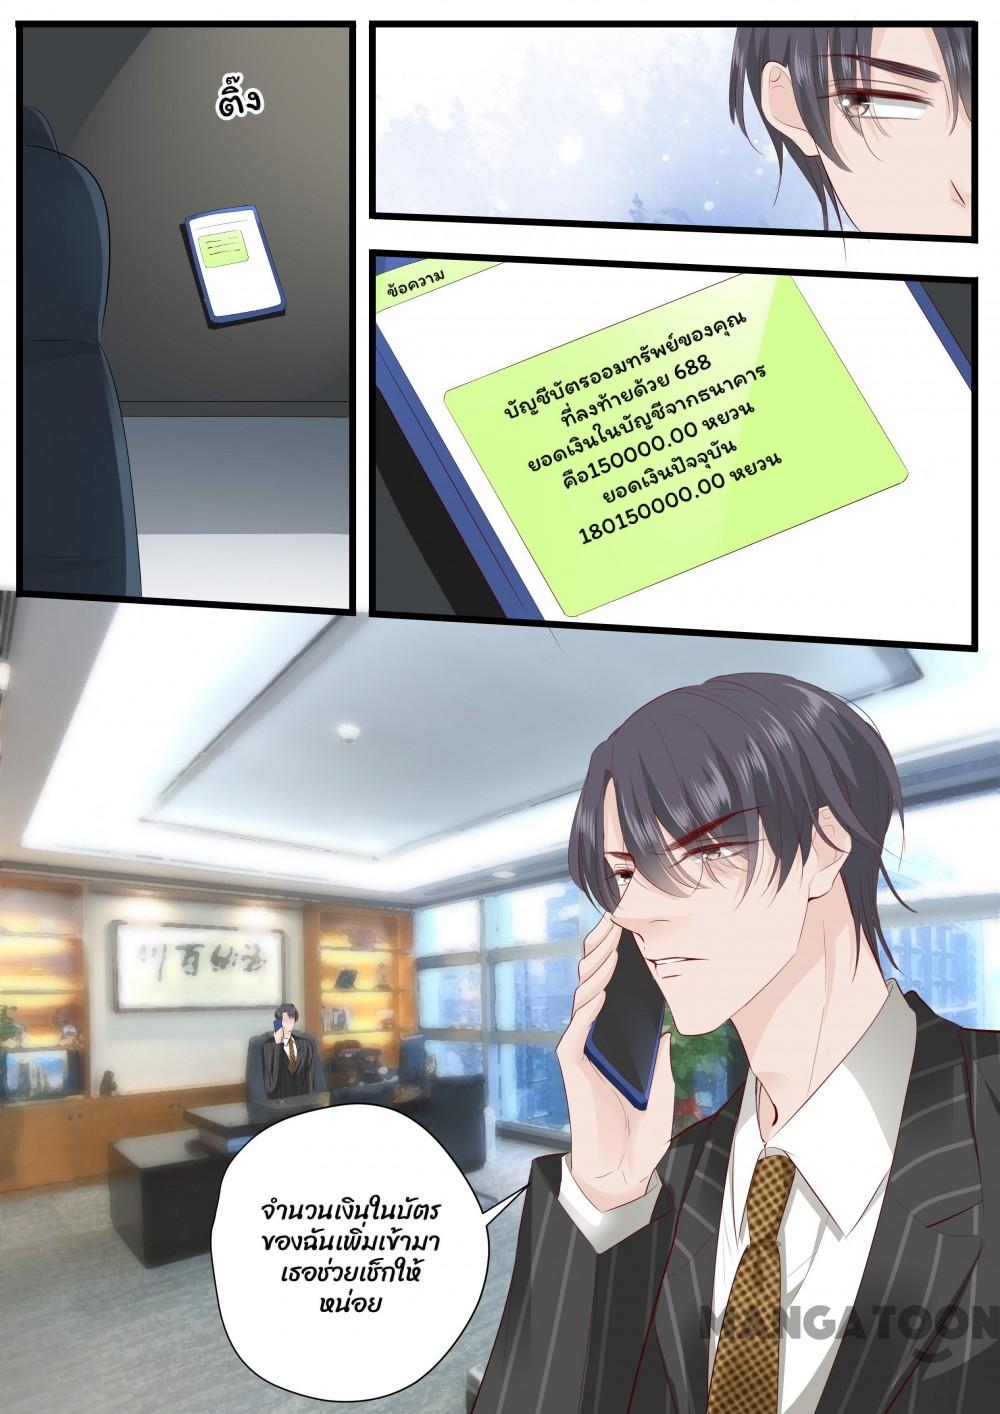 ติ๊ง
ข้อความ
บัญชีบัตรออมทรัพย์ของคุณ
ที่ลงท้ายด้วย 688
ยอดเงินในบัญชีจากธนาคาร
คือ150000.00 หยวน
ยอดเงินปัจจุบัน
180150000.00 หยวน
จำนวนเงินในบัตร
ของฉันเพิ่มเข้ามา
เธอช่วยเช็กให้
หน่อย
MANGATOON